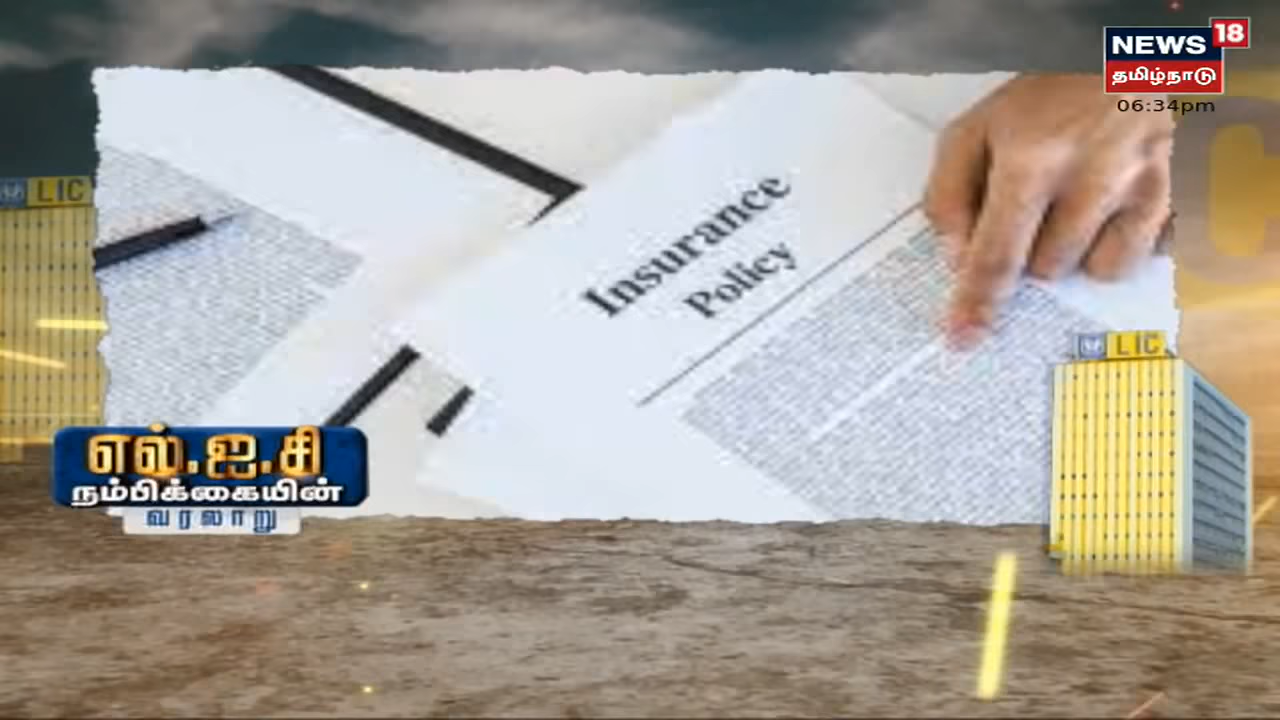 NEWS 18
தமிழ்நாடு
06:34pm
LIC
Insurance
Policy
LIC
எல்.ஐ.சி
நம்பிக்கையின்
வரலாறு